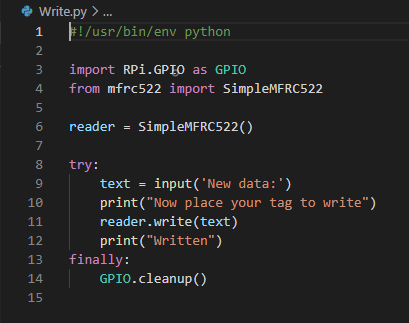 Write.py > ...
1 #!/usr/bin/env python
2
3 import RPi.GPIO as GPIO
4 from mfrc522 import SimpleMFRC522
5
6 reader = SimpleMFRC522()
7
8 try:
9     text = input('New data:')
10     print("Now place your tag to write")
11     reader.write(text)
12     print("Written")
13 finally:
14     GPIO.cleanup()
15